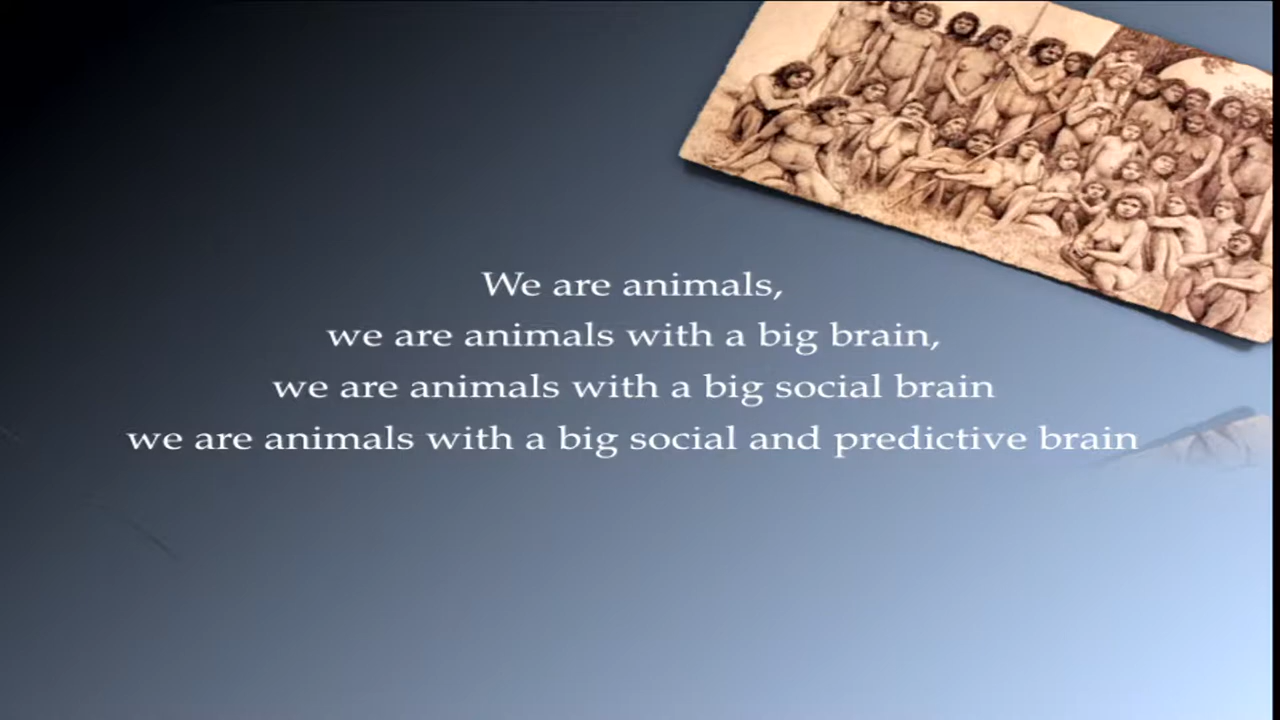 We are animals,
we are animals with a big brain,
we are animals with a big social brain
we are animals with a big social and predictive brain